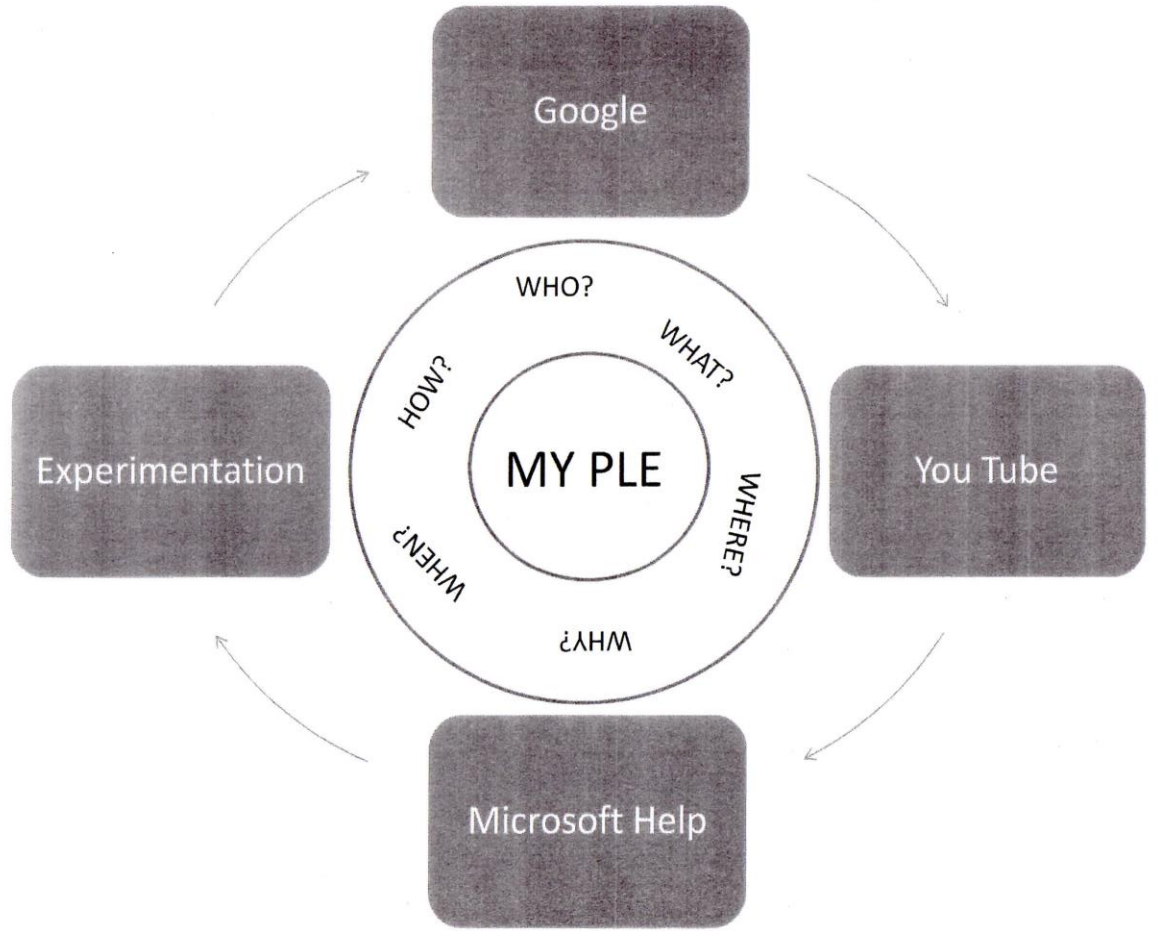 Google
WHO?
WHAT?
HOW?
MY PLE
Experimentation
You Tube
WHERE?
WHEN?
WHY?
Microsoft Help